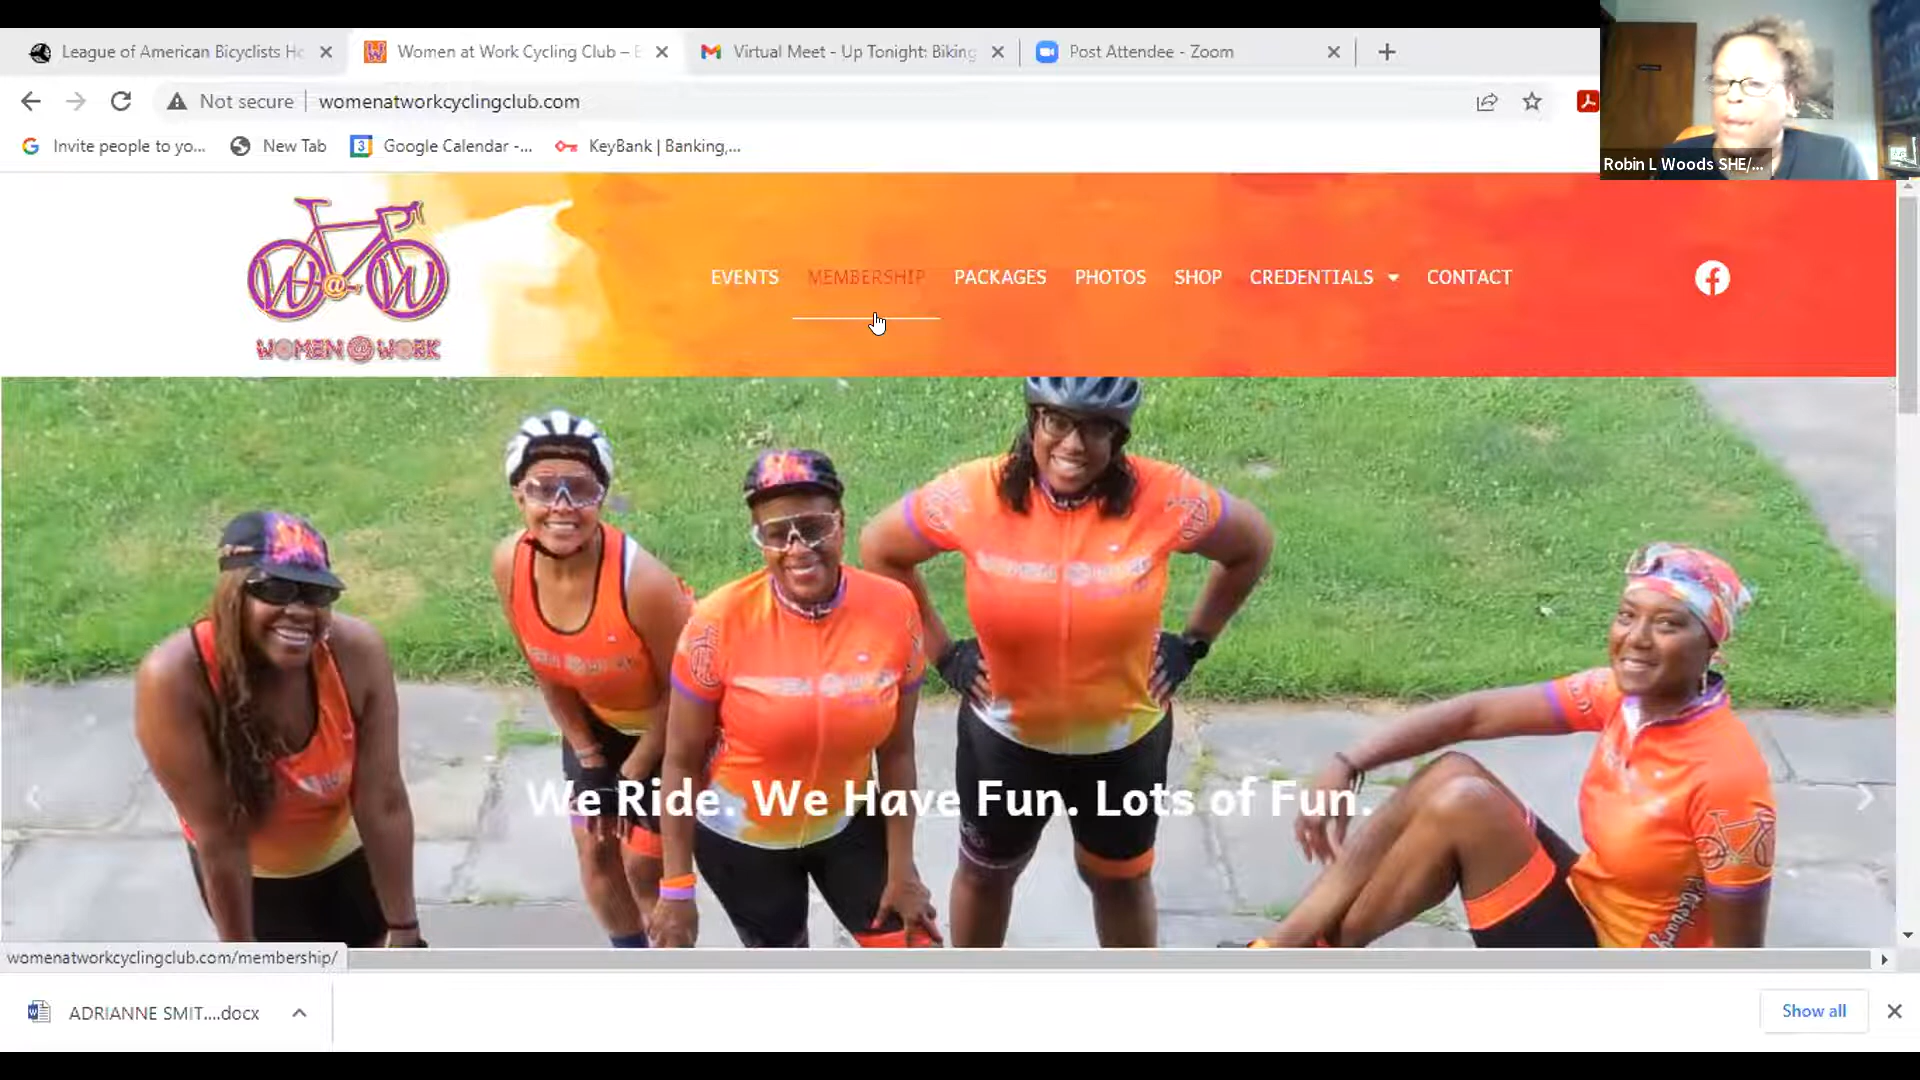 League of American Bicyclists Ho
Women at Work Cycling Club – E
Virtual Meet - Up Tonight: Biking
Post Attendee - Zoom
Not secure
womenatworkcyclingclub.com
Invite people to yo...
New Tab
3
Google Calendar -...
KeyBank | Banking,...
Robin L Woods SHE/...
W@W
WOMEN@WORK
EVENTS
MEMBERSHIP
PACKAGES
PHOTOS
SHOP
CREDENTIALS
CONTACT
We Ride. We Have Fun. Lots of Fun.
womenatworkcyclingclub.com/membership/
ADRIANNE SMIT....docx
Show all